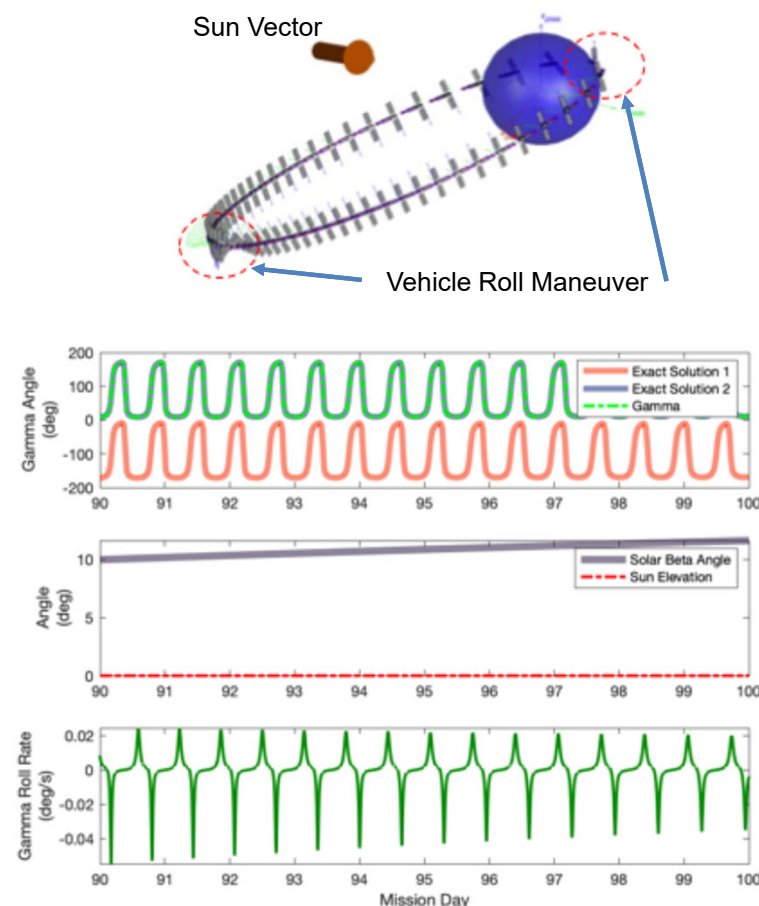 Sun Vector
Vehicle Roll Maneuver
200
100
0
-100
-200
Gamma Angle
(deg)
Exact Solution 1
Exact Solution 2
Gamma
90 91 92 93 94 95 96 97 98 99 100
10
5
0
Angle
(deg)
Solar Beta Angle
Sun Elevation
90 91 92 93 94 95 96 97 98 99 100
0.02
0
-0.02
-0.04
Gamma Roll Rate
(deg/s)
90 91 92 93 94 95 96 97 98 99 100
Mission Day